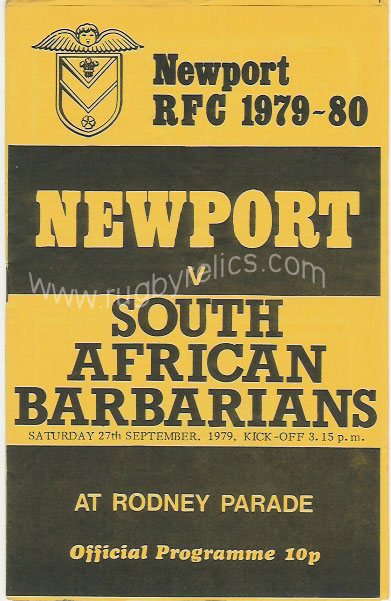 Newport
RFC 1979-80
NEWPORT
v
www.rugbyrelics.com
SOUTH
AFRICAN
BARBARIANS
SATURDAY 27th SEPTEMBER, 1979, KICK-OFF 3.15 p.m.
AT RODNEY PARADE
Official Programme 10p